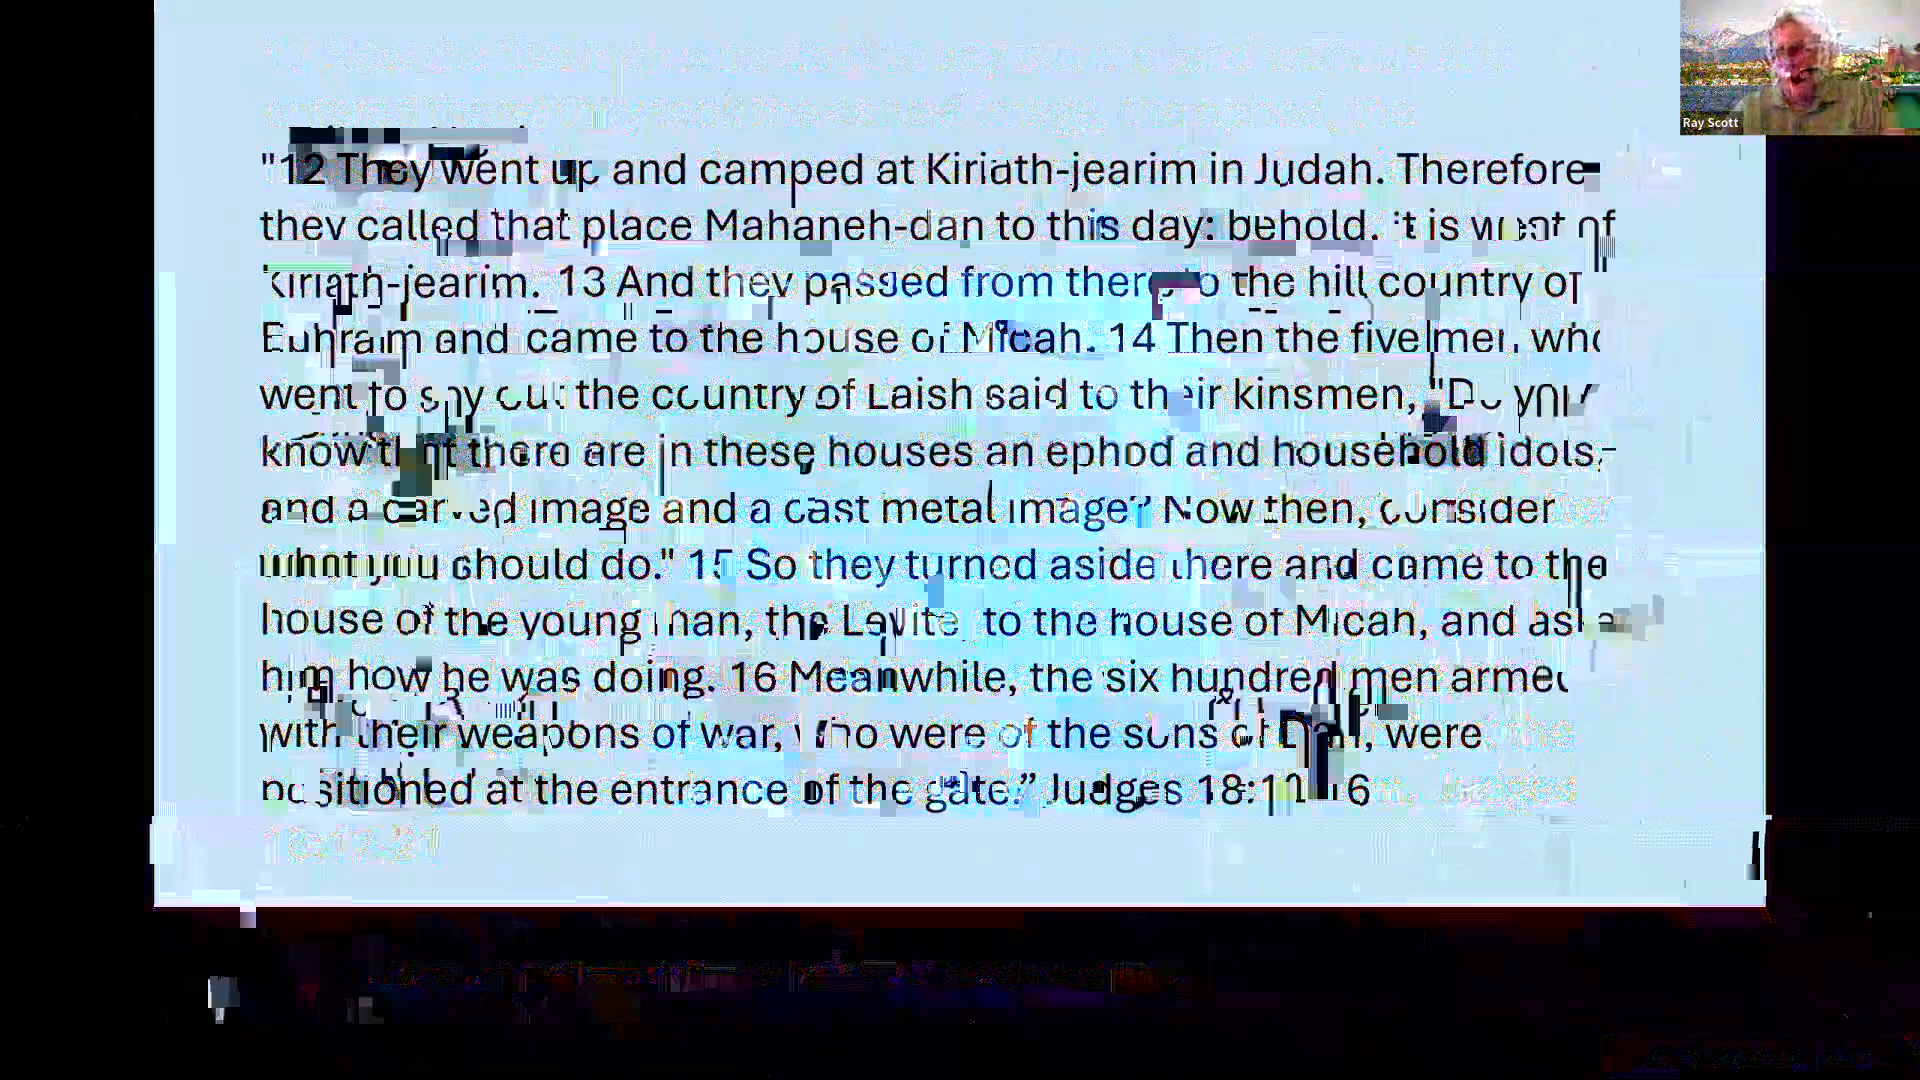 Ray Scott
"12 They went up and camped at Kiriath-jearim in Judah. Therefore
they called that place Mahaneh-dan to this day; behold, it is west of
Kiriath-jearim. 13 And they passed from there to the hill country of
Ephraim and came to the house of Micah. 14 Then the five men who
went to spy out the country of Laish said to their kinsmen, "Do you
know that there are in these houses an ephod and household idols,
and a carved image and a cast metal image? Now then, consider
what you should do." 15 So they turned aside there and came to the
house of the young man, the Levite, to the house of Micah, and
him how he was doing. 16 Meanwhile, the six hundred men armed
with their weapons of war, who were of the sons of Dan, were
positioned at the entrance of the gate.” Judges